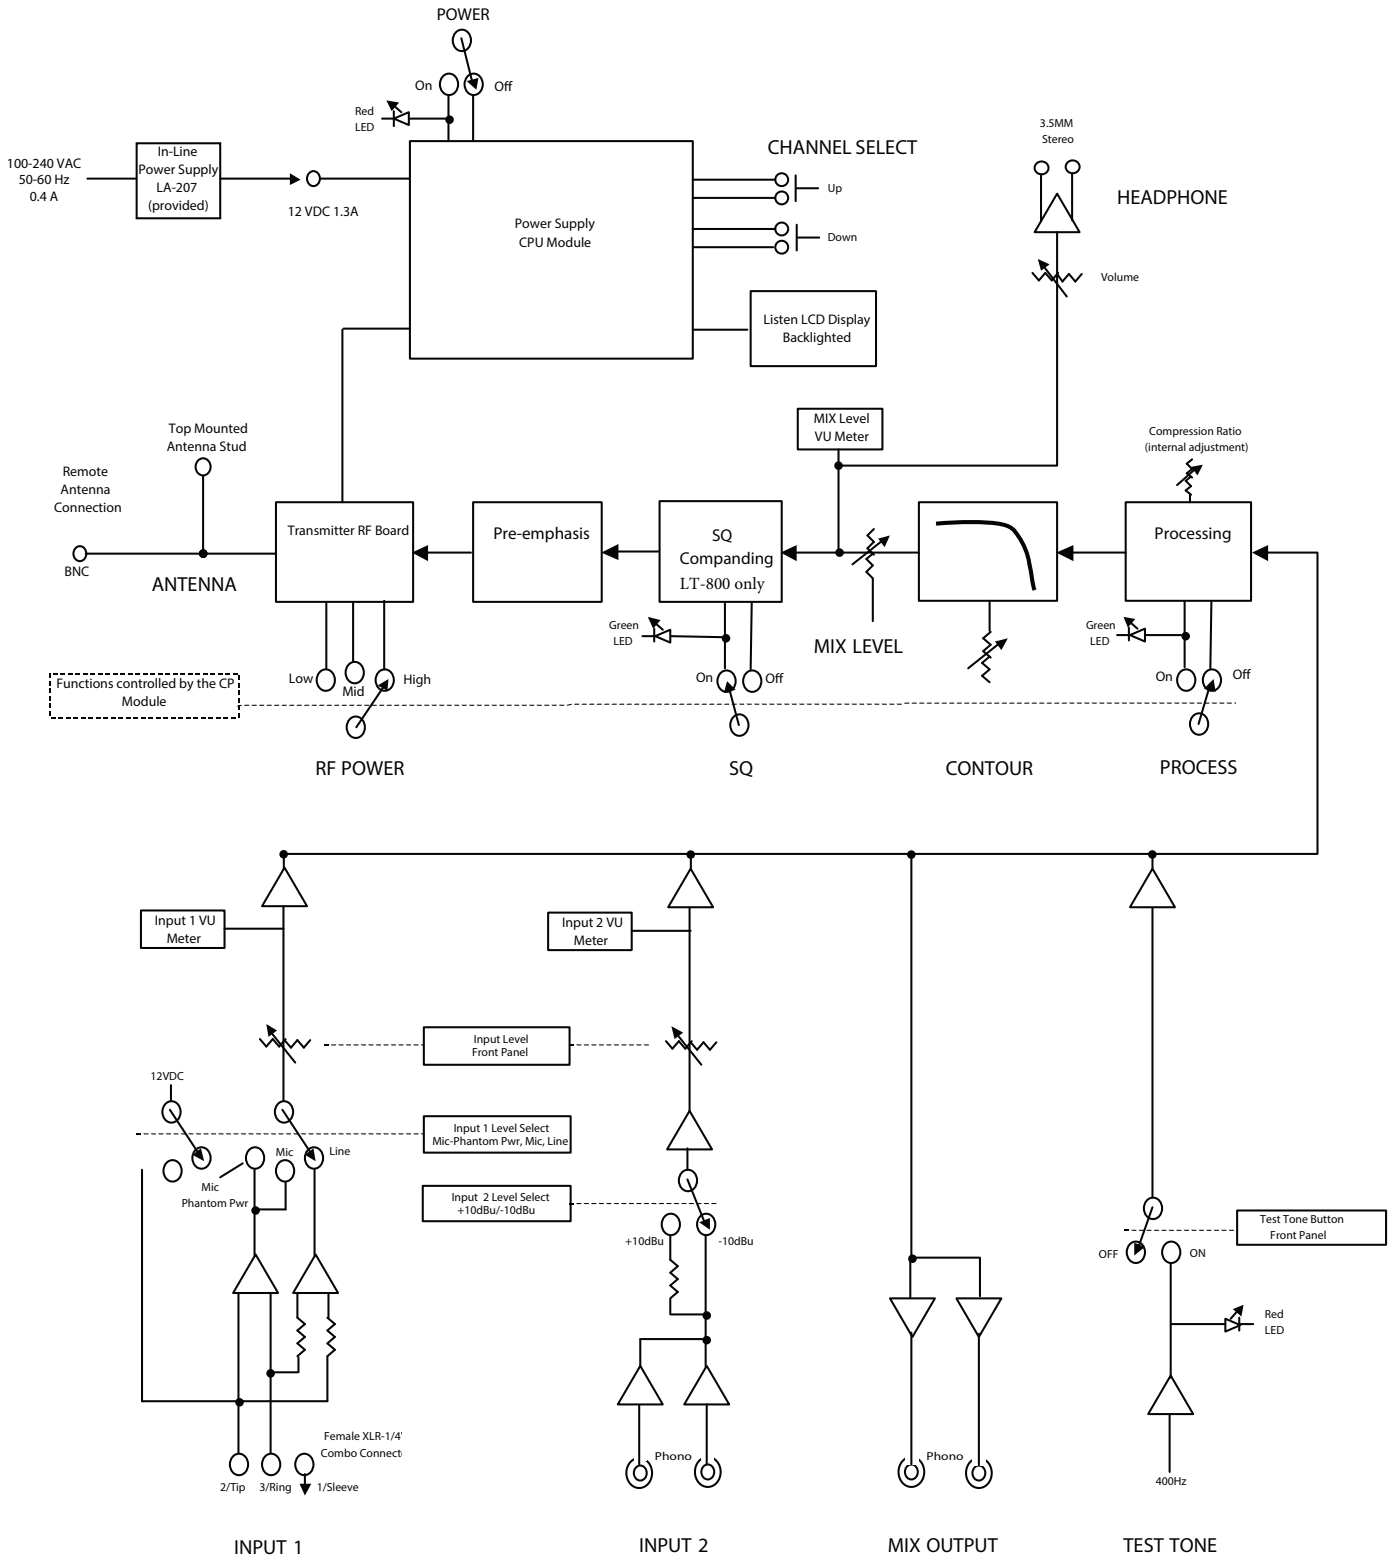 POWER
On
Off
Red
LED
100-240 VAC
50-60 Hz
0.4 A
In-Line
Power Supply
LA-207
(provided)
12 VDC 1.3A
Power Supply
CPU Module
CHANNEL SELECT
Up
Down
Listen LCD Display
Backlighted
3.5MM
Stereo
HEADPHONE
Volume
MIX Level
VU Meter
Compression Ratio
(internal adjustment)
Top Mounted
Antenna Stud
Remote
Antenna
Connection
BNC
ANTENNA
Transmitter RF Board
Pre-emphasis
SQ
Companding
LT-800 only
Processing
Green
LED
MIX LEVEL
Green
LED
Low
Mid
High
On
Off
On
Off
Functions controlled by the CP
Module
RF POWER
SQ
CONTOUR
PROCESS
Input 1 VU
Meter
Input 2 VU
Meter
Input Level
Front Panel
12VDC
Input 1 Level Select
Mic-Phantom Pwr, Mic, Line
Mic
Line
Mic
Phantom Pwr
Input 2 Level Select
+10dBu/-10dBu
+10dBu
-10dBu
Test Tone Button
Front Panel
OFF
ON
Red
LED
Female XLR-1/4'
Combo Connect
2/Tip
3/Ring
1/Sleeve
Phono
Phono
400Hz
INPUT 1
INPUT 2
MIX OUTPUT
TEST TONE